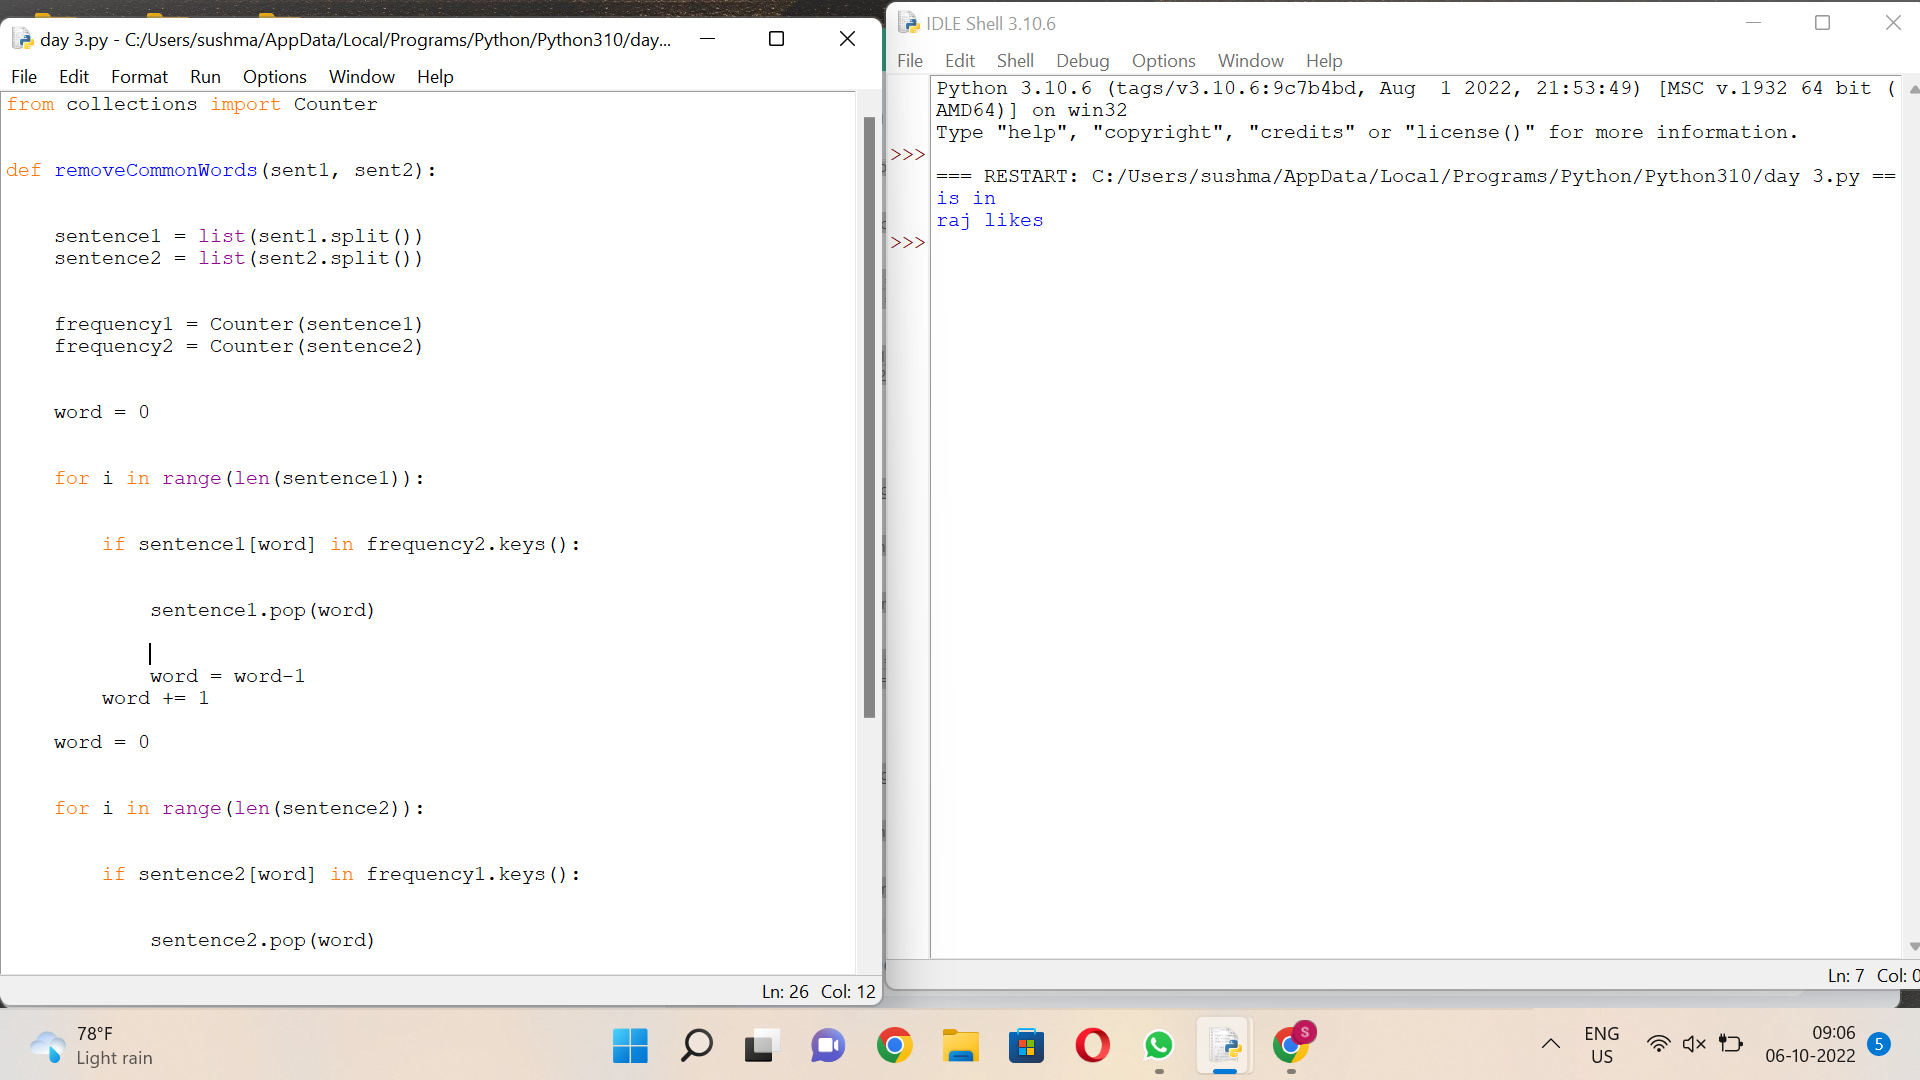 day 3.py - C:/Users/sushma/AppData/Local/Programs/Python/Python310/day...
File Edit Format Run Options Window Help
from collections import Counter
def removeCommonWords(sent1, sent2):
    sentence1 = list(sent1.split())
    sentence2 = list(sent2.split())
    frequency1 = Counter(sentence1)
    frequency2 = Counter(sentence2)
    word = 0
    for i in range(len(sentence1)):
        if sentence1[word] in frequency2.keys():
            sentence1.pop(word)
            word = word-1
        word += 1
    word = 0
    for i in range(len(sentence2)):
        if sentence2[word] in frequency1.keys():
            sentence2.pop(word)
Ln: 26 Col: 12
IDLE Shell 3.10.6
File Edit Shell Debug Options Window Help
Python 3.10.6 (tags/v3.10.6:9c7b4bd, Aug  1 2022, 21:53:49) [MSC v.1932 64 bit (
AMD64)] on win32
Type "help", "copyright", "credits" or "license()" for more information.
>>>
=== RESTART: C:/Users/sushma/AppData/Local/Programs/Python/Python310/day 3.py ==
is in
raj likes
>>>
Ln: 7 Col: 0
78°F
Light rain
S
ENG
US
09:06
06-10-2022
5